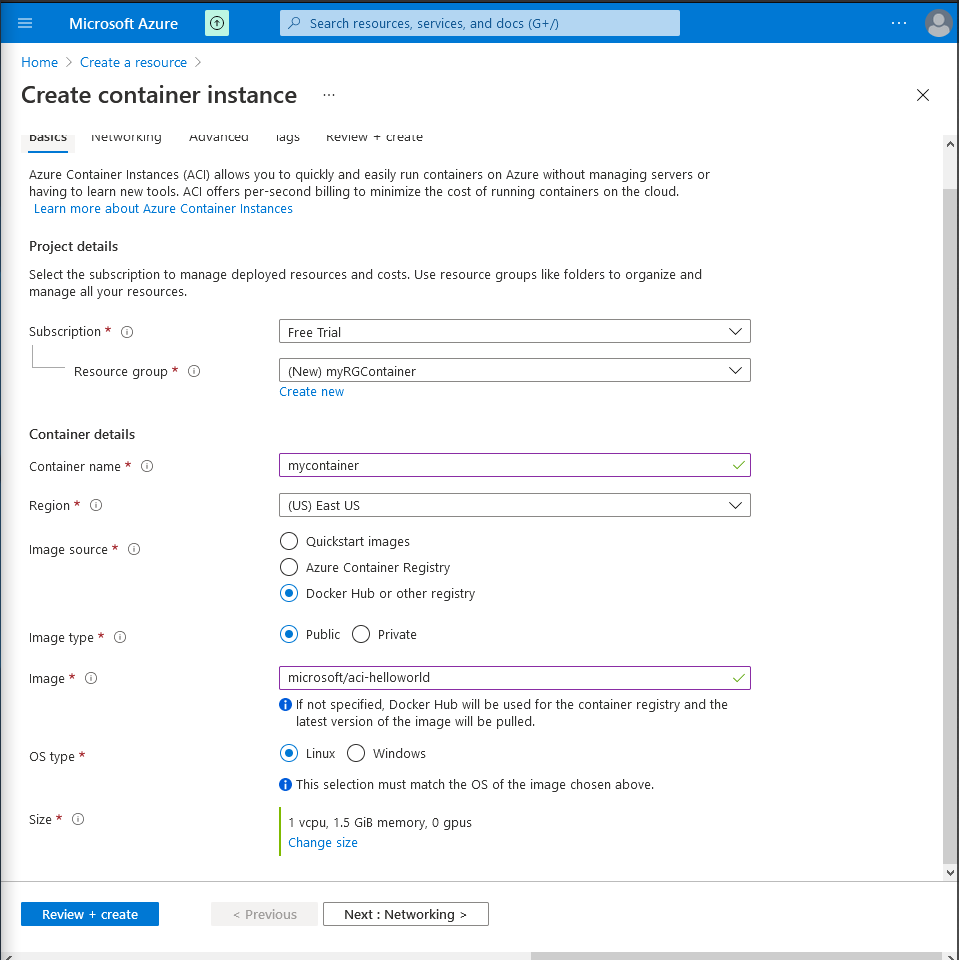 Microsoft Azure
Search resources, services, and docs (G+/)
Home > Create a resource >
Create container instance ...
Basics Networking Advanced Tags Review + create
Azure Container Instances (ACI) allows you to quickly and easily run containers on Azure without managing servers or
having to learn new tools. ACI offers per-second billing to minimize the cost of running containers on the cloud.
Learn more about Azure Container Instances
Project details
Select the subscription to manage deployed resources and costs. Use resource groups like folders to organize and
manage all your resources.
Subscription *
Free Trial
Resource group *
(New) myRGContainer
Create new
Container details
Container name *
mycontainer
Region *
(US) East US
Image source *
Quickstart images
Azure Container Registry
Docker Hub or other registry
Image type *
Public Private
Image *
microsoft/aci-helloworld
If not specified, Docker Hub will be used for the container registry and the
latest version of the image will be pulled.
OS type *
Linux Windows
This selection must match the OS of the image chosen above.
Size *
1 vcpu, 1.5 GiB memory, 0 gpus
Change size
Review + create < Previous Next : Networking >